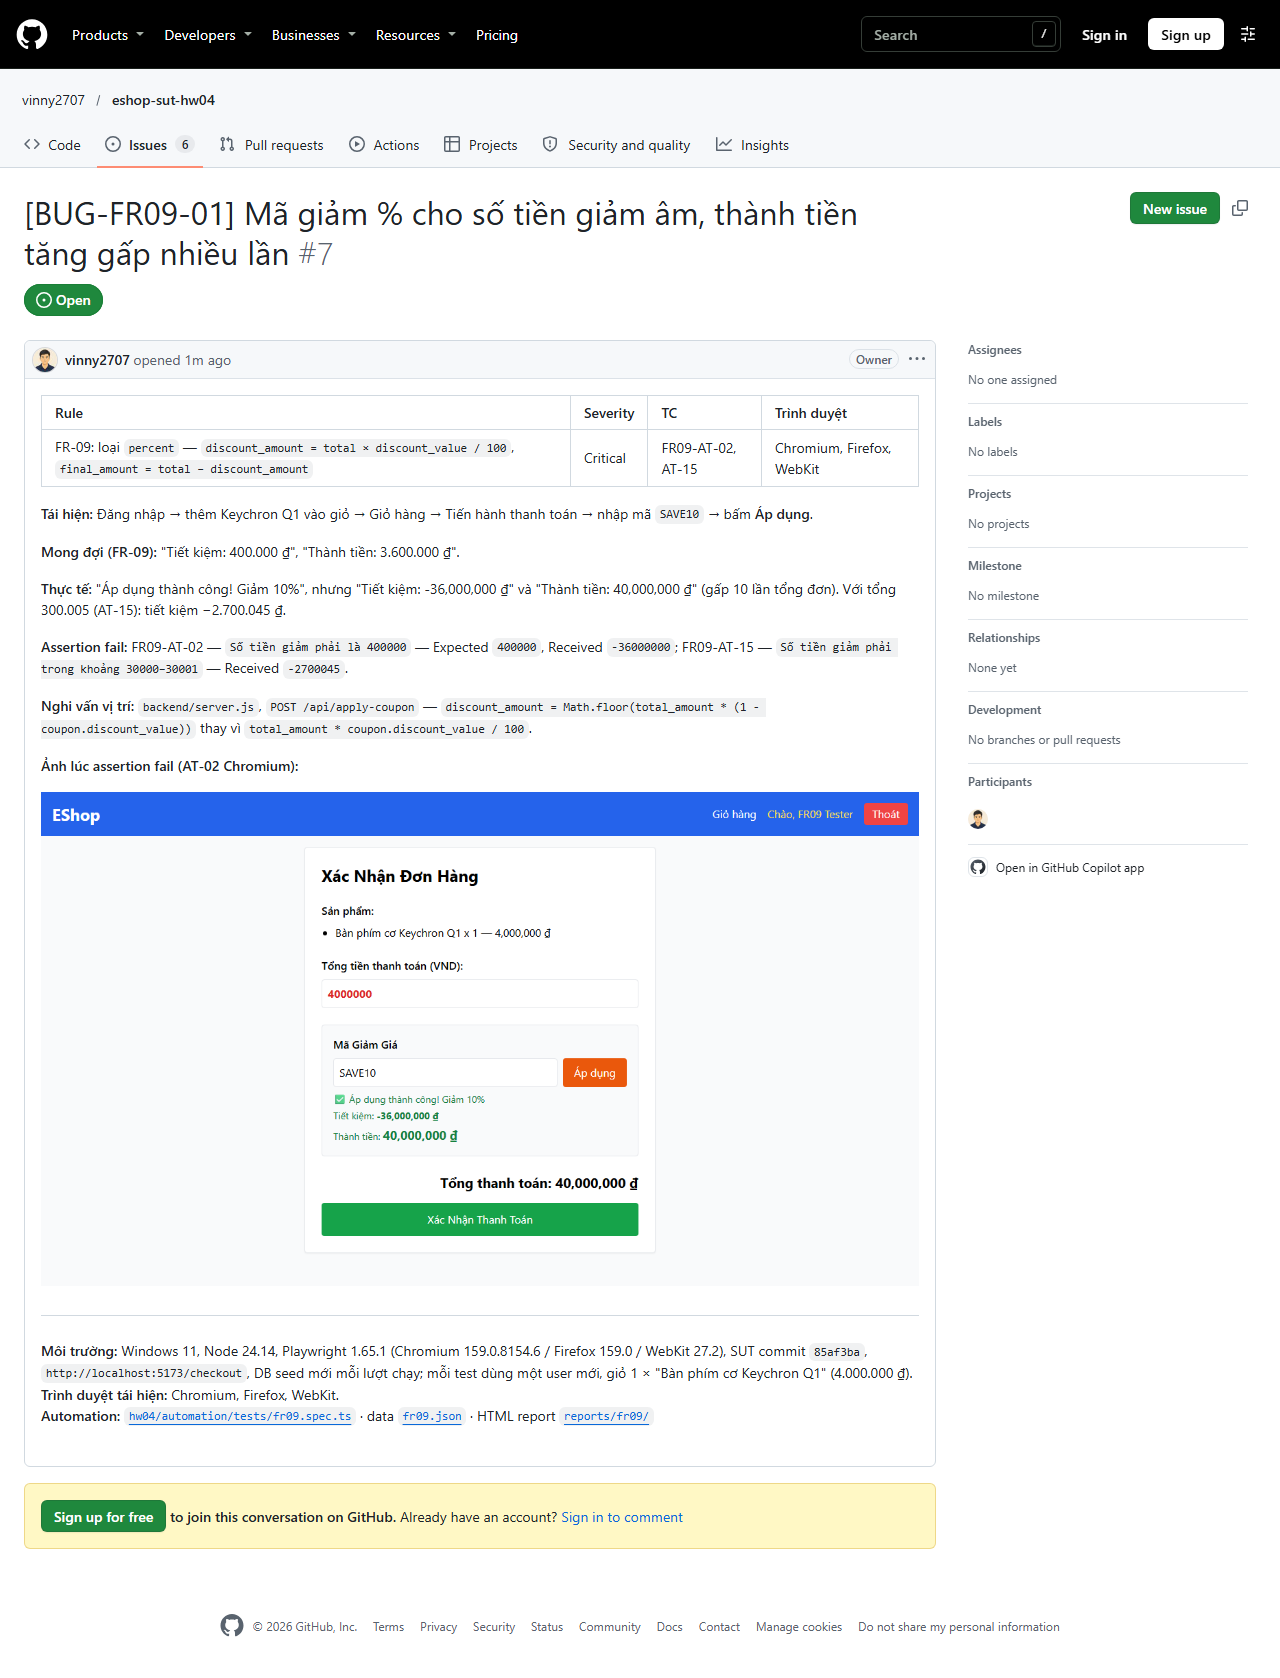 Products
Developers
Businesses
Resources
Pricing
Search
/
Sign in
Sign up
vinny2707 / eshop-sut-hw04
Code
Issues 6
Pull requests
Actions
Projects
Security and quality
Insights
[BUG-FR09-01] Mã giảm % cho số tiền giảm âm, thành tiền
tăng gấp nhiều lần #7
New issue
Open
vinny2707 opened 1m ago
Owner
Rule Severity TC Trình duyệt
FR-09: loại percent — discount_amount = total × discount_value / 100 ,
final_amount = total − discount_amount
Critical
FR09-AT-02,
AT-15
Chromium, Firefox,
WebKit
Tái hiện: Đăng nhập → thêm Keychron Q1 vào giỏ → Giỏ hàng → Tiến hành thanh toán → nhập mã SAVE10 → bấm Áp dụng.
Mong đợi (FR-09): "Tiết kiệm: 400.000 ₫", "Thành tiền: 3.600.000 ₫".
Thực tế: "Áp dụng thành công! Giảm 10%", nhưng "Tiết kiệm: -36,000,000 ₫" và "Thành tiền: 40,000,000 ₫" (gấp 10 lần tổng đơn). Với tổng
300.005 (AT-15): tiết kiệm −2.700.045 ₫.
Assertion fail: FR09-AT-02 — Số tiền giảm phải là 400000 — Expected 400000 , Received -36000000 ; FR09-AT-15 — Số tiền giảm phải
trong khoảng 30000–30001 — Received -2700045 .
Nghi vấn vị trí: backend/server.js , POST /api/apply-coupon — discount_amount = Math.floor(total_amount * (1 -
coupon.discount_value)) thay vì total_amount * coupon.discount_value / 100 .
Ảnh lúc assertion fail (AT-02 Chromium):
EShop
Giỏ hàng
Chào, FR09 Tester
Thoát
Xác Nhận Đơn Hàng
Sản phẩm:
• Bàn phím cơ Keychron Q1 x 1 — 4,000,000 ₫
Tổng tiền thanh toán (VND):
4000000
Mã Giảm Giá
SAVE10
Áp dụng
✅ Áp dụng thành công! Giảm 10%
Tiết kiệm: -36,000,000 ₫
Thành tiền: 40,000,000 ₫
Tổng thanh toán: 40,000,000 ₫
Xác Nhận Thanh Toán
Môi trường: Windows 11, Node 24.14, Playwright 1.65.1 (Chromium 159.0.8154.6 / Firefox 159.0 / WebKit 27.2), SUT commit 85af3ba ,
http://localhost:5173/checkout , DB seed mới mỗi lượt chạy; mỗi test dùng một user mới, giỏ 1 × "Bàn phím cơ Keychron Q1" (4.000.000 ₫).
Trình duyệt tái hiện: Chromium, Firefox, WebKit.
Automation: hw04/automation/tests/fr09.spec.ts · data fr09.json · HTML report reports/fr09/
Assignees
No one assigned
Labels
No labels
Projects
No projects
Milestone
No milestone
Relationships
None yet
Development
No branches or pull requests
Participants
Open in GitHub Copilot app
Sign up for free to join this conversation on GitHub. Already have an account? Sign in to comment
© 2026 GitHub, Inc.
Terms
Privacy
Security
Status
Community
Docs
Contact
Manage cookies
Do not share my personal information